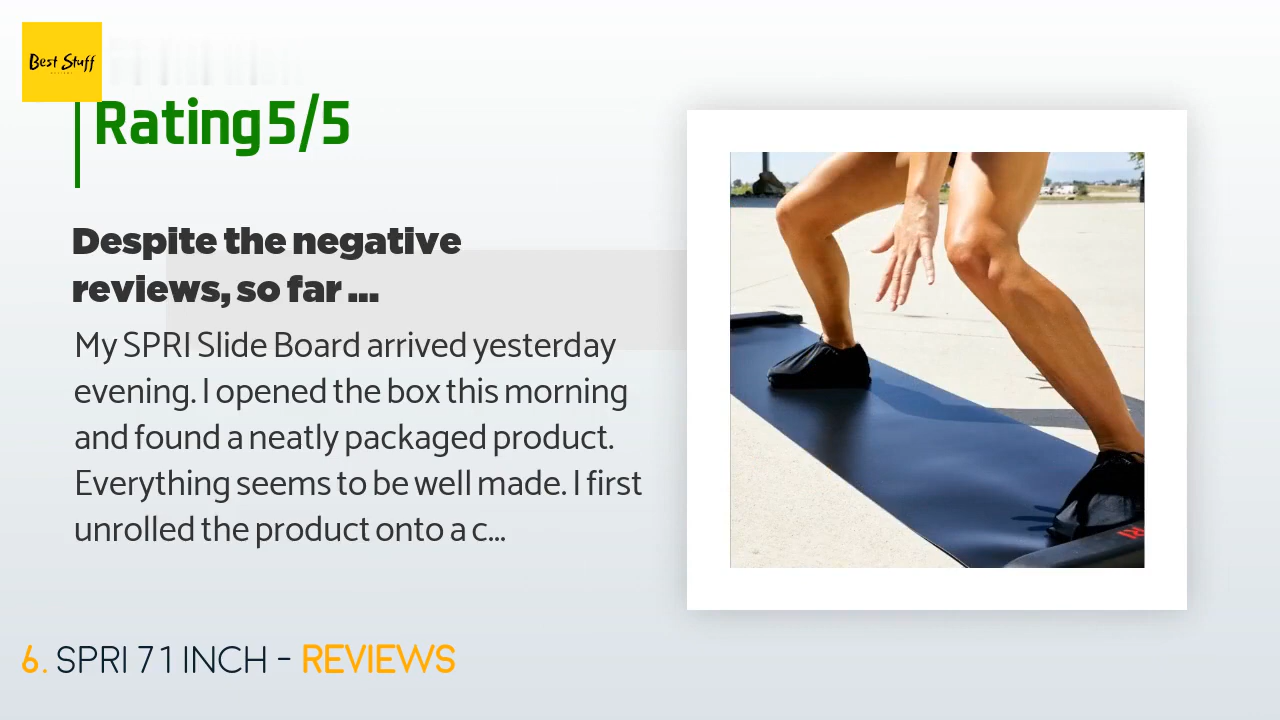 Best Stuff
Rating 5/5
Despite the negative
reviews, so far ...
My SPRI Slide Board arrived yesterday
evening. I opened the box this morning
and found a neatly packaged product.
Everything seems to be well made. I first
unrolled the product onto a c...
6. SPRI 71 INCH - REVIEWS